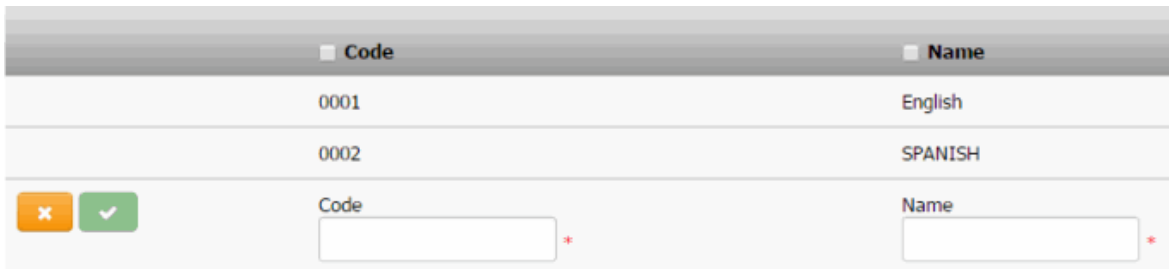 Code Name
0001 English
0002 SPANISH
Code Name
* *